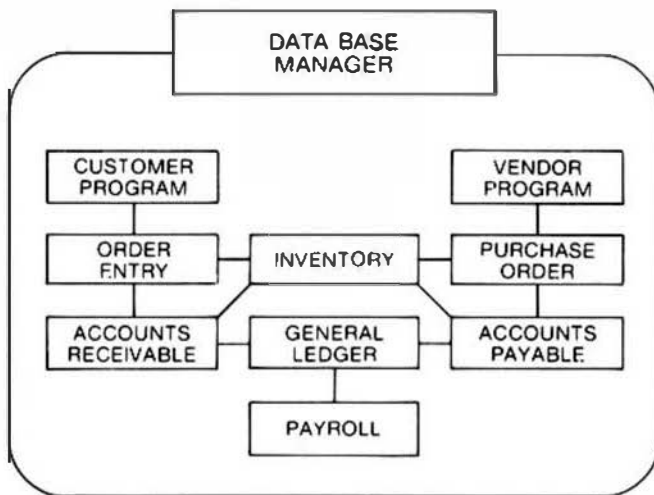 DATA BASE
MANAGER
CUSTOMER
PROGRAM
VENDOR
PROGRAM
ORDER
ENTRY
INVENTORY
PURCHASE
ORDER
ACCOUNTS
RECEIVABLE
GENERAL
LEDGER
ACCOUNTS
PAYABLE
PAYROLL